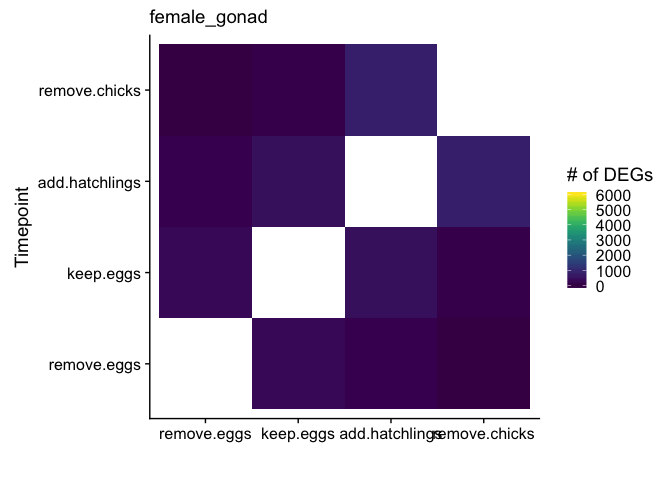 female_gonad
remove.chicks
add.hatchlings
keep.eggs
remove.eggs
Timepoint
remove.eggs keep.eggs add.hatchlings remove.chicks
# of DEGs
6000
5000
4000
3000
2000
1000
0